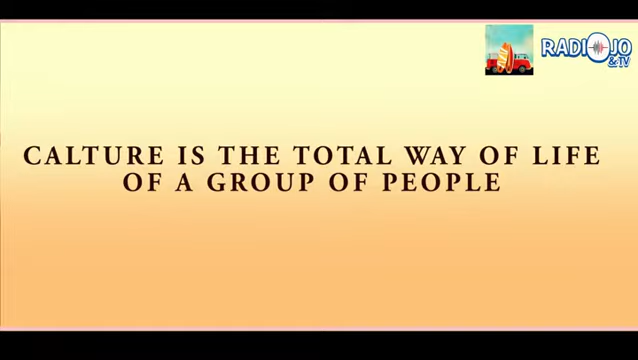 RADIOJO
&TV
CALTURE IS THE TOTAL WAY OF LIFE
OF A GROUP OF PEOPLE